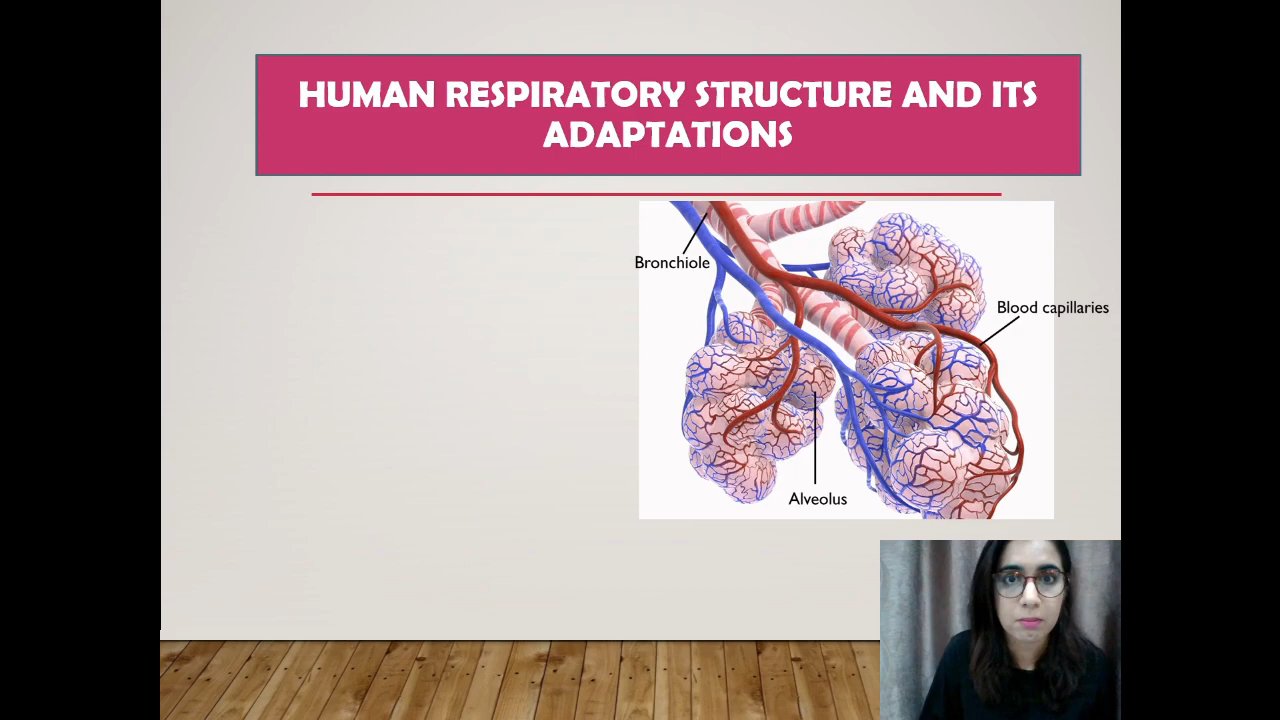 HUMAN RESPIRATORY STRUCTURE AND ITS
ADAPTATIONS
Bronchiole
Blood capillaries
Alveolus